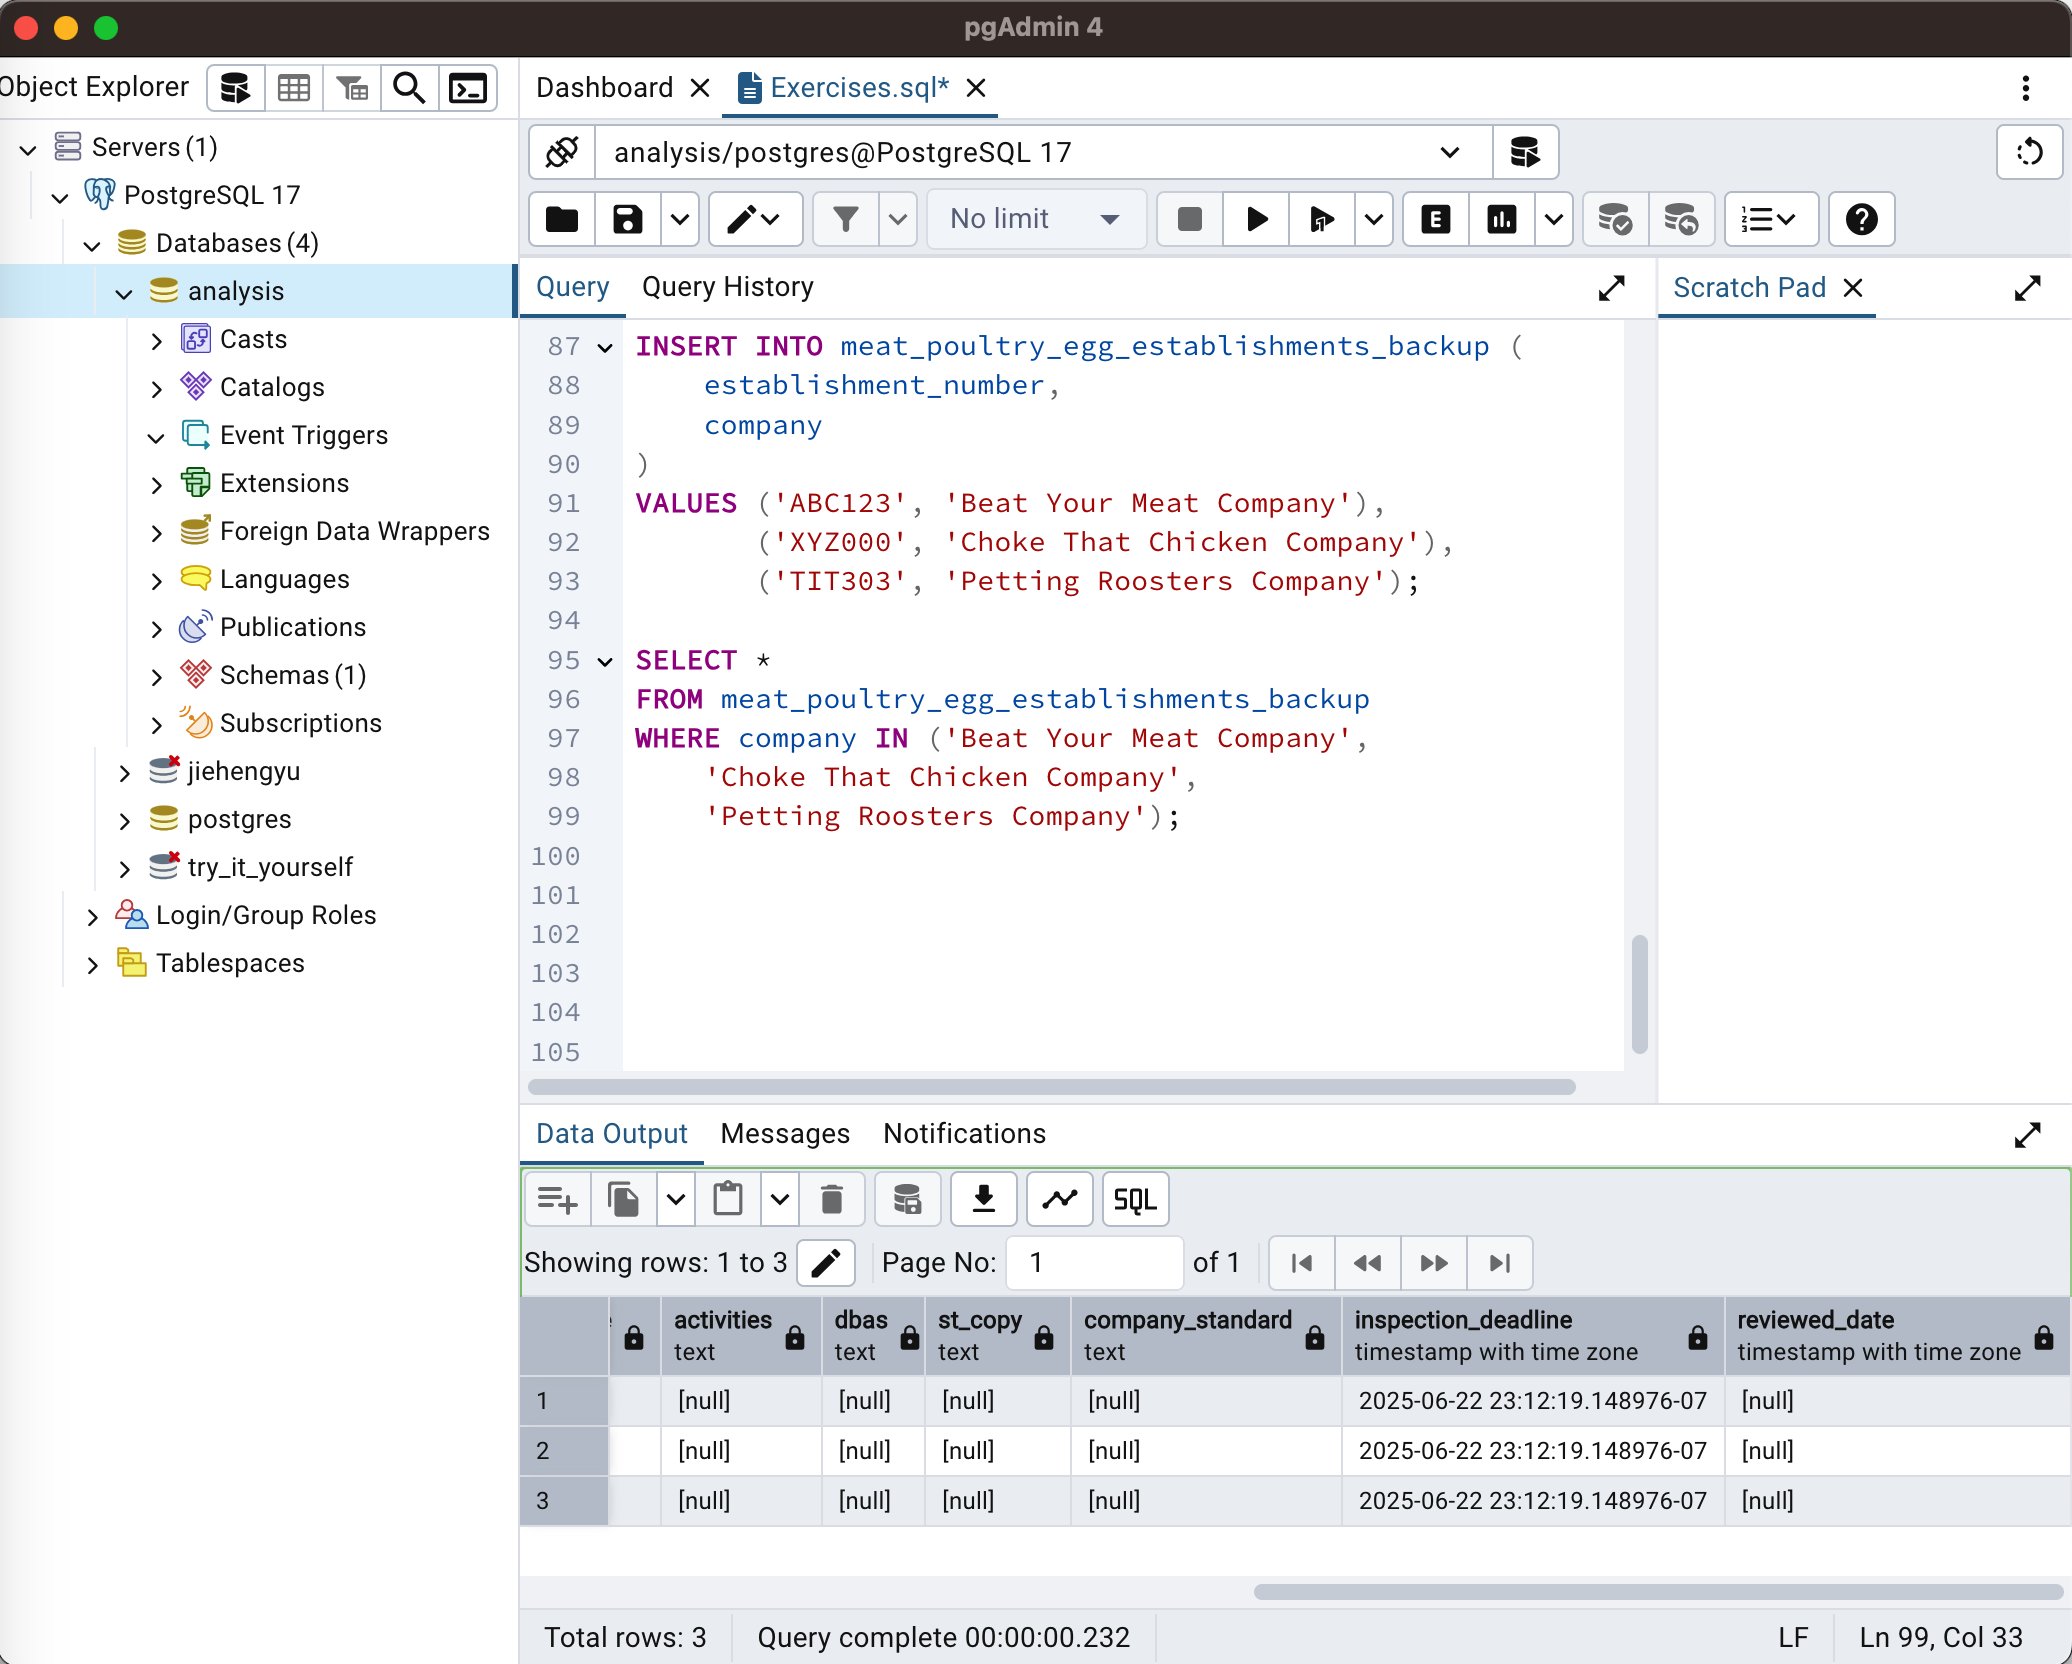 pgAdmin 4
Object Explorer
Dashboard
Exercises.sql*
Servers (1)
PostgreSQL 17
Databases (4)
analysis
Casts
Catalogs
Event Triggers
Extensions
Foreign Data Wrappers
Languages
Publications
Schemas (1)
Subscriptions
jiehengyu
postgres
try_it_yourself
Login/Group Roles
Tablespaces
analysis/postgres@PostgreSQL 17
No limit
E
Query Query History
Scratch Pad
87 INSERT INTO meat_poultry_egg_establishments_backup (
88 establishment_number,
89 company
90 )
91 VALUES ('ABC123', 'Beat Your Meat Company'),
92 ('XYZ000', 'Choke That Chicken Company'),
93 ('TIT303', 'Petting Roosters Company');
94
95 SELECT *
96 FROM meat_poultry_egg_establishments_backup
97 WHERE company IN ('Beat Your Meat Company',
98 'Choke That Chicken Company',
99 'Petting Roosters Company');
100
101
102
103
104
105
Data Output Messages Notifications
SQL
Showing rows: 1 to 3 Page No: 1 of 1
activities dbas st_copy company_standard inspection_deadline reviewed_date
text text text text timestamp with time zone timestamp with time zone
1 [null] [null] [null] [null] 2025-06-22 23:12:19.148976-07 [null]
2 [null] [null] [null] [null] 2025-06-22 23:12:19.148976-07 [null]
3 [null] [null] [null] [null] 2025-06-22 23:12:19.148976-07 [null]
Total rows: 3 Query complete 00:00:00.232 LF Ln 99, Col 33